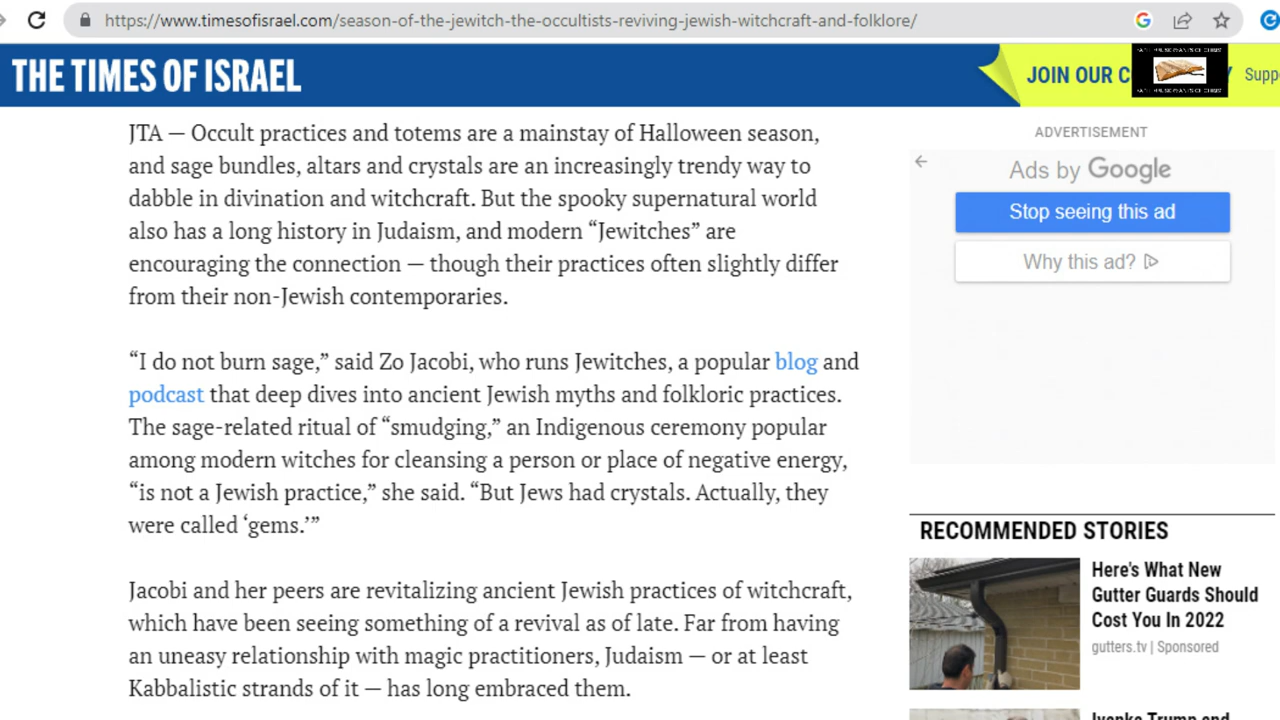 https://www.timesofisrael.com/season-of-the-jewitch-the-occultists-reviving-jewish-witchcraft-and-folklore/
THE TIMES OF ISRAEL
JOIN OUR C
Supp
JTA — Occult practices and totems are a mainstay of Halloween season,
and sage bundles, altars and crystals are an increasingly trendy way to
dabble in divination and witchcraft. But the spooky supernatural world
also has a long history in Judaism, and modern “Jewitches” are
encouraging the connection — though their practices often slightly differ
from their non-Jewish contemporaries.
“I do not burn sage,” said Zo Jacobi, who runs Jewitches, a popular blog and
podcast that deep dives into ancient Jewish myths and folkloric practices.
The sage-related ritual of “smudging,” an Indigenous ceremony popular
among modern witches for cleansing a person or place of negative energy,
“is not a Jewish practice,” she said. “But Jews had crystals. Actually, they
were called ‘gems.’”
Jacobi and her peers are revitalizing ancient Jewish practices of witchcraft,
which have been seeing something of a revival as of late. Far from having
an uneasy relationship with magic practitioners, Judaism — or at least
Kabbalistic strands of it — has long embraced them.
ADVERTISEMENT
Ads by Google
Stop seeing this ad
Why this ad?
RECOMMENDED STORIES
Here's What New
Gutter Guards Should
Cost You In 2022
gutters.tv | Sponsored
Ivanka Trump and